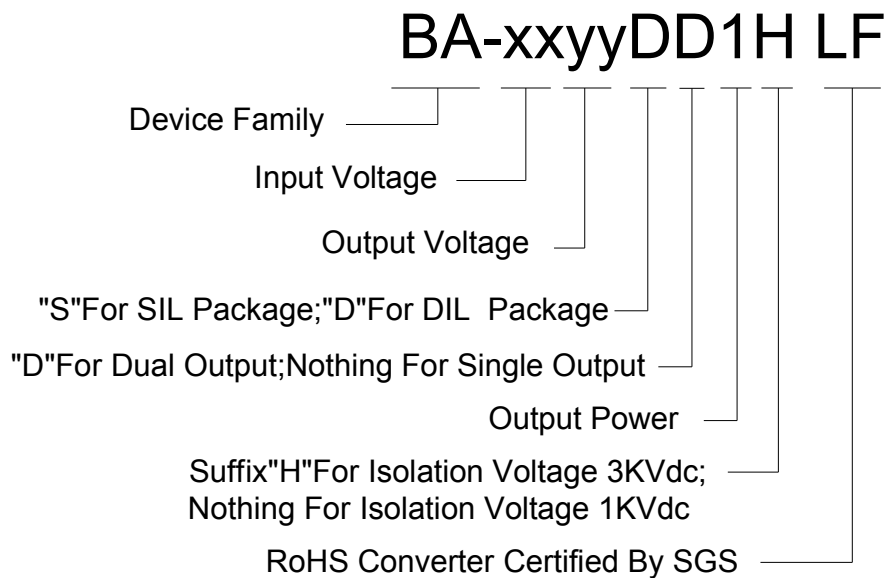 BA-xxyyDD1H LF
Device Family
Input Voltage
Output Voltage
"S"For SIL Package;"D"For DIL Package
"D"For Dual Output;Nothing For Single Output
Output Power
Suffix"H"For Isolation Voltage 3KVdc;
Nothing For Isolation Voltage 1KVdc
RoHS Converter Certified By SGS